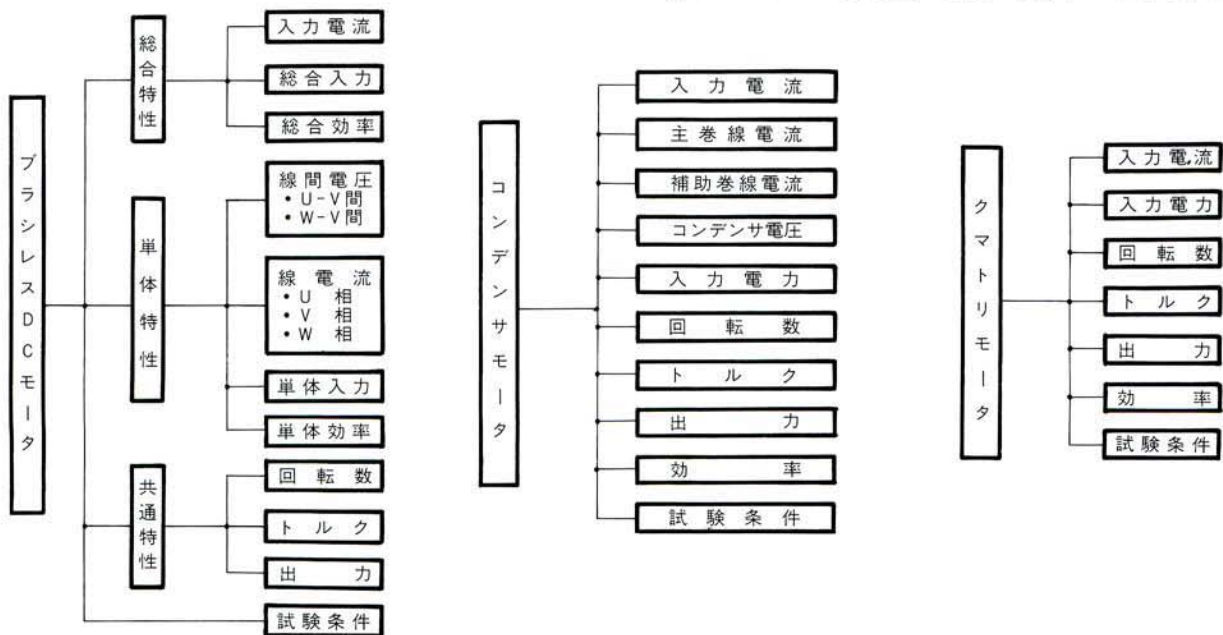 ブラシレスDCモータ
総合特性
入力電流
総合入力
総合効率
単体特性
線間電圧
• U-V間
• W-V間
線電流
• U 相
• V 相
• W 相
単体入力
単体効率
共通特性
回転数
トルク
出力
試験条件
コンデンサモータ
入力電流
主巻線電流
補助巻線電流
コンデンサ電圧
入力電力
回転数
トルク
出力
効率
試験条件
クマトリモータ
入力電流
入力電力
回転数
トルク
出力
効率
試験条件